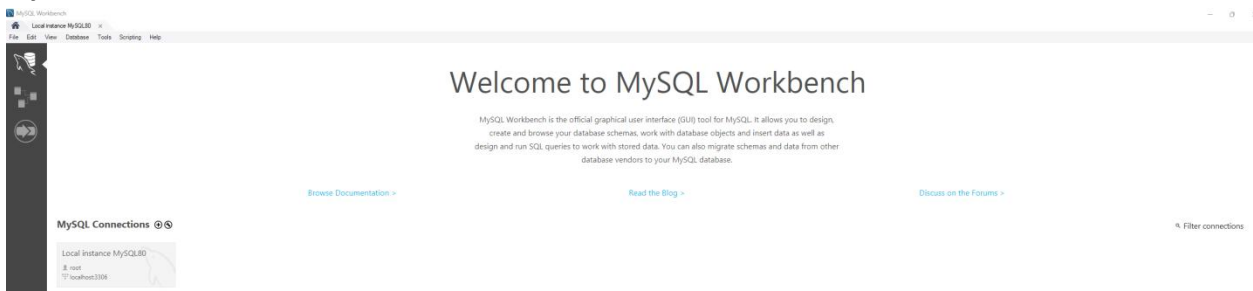 MySQL Workbench
Local instance MySQL80 ×
File Edit View Database Tools Scripting Help
Welcome to MySQL Workbench
MySQL Workbench is the official graphical user interface (GUI) tool for MySQL. It allows you to design,
create and browse your database schemas, work with database objects and insert data as well as
design and run SQL queries to work with stored data. You can also migrate schemas and data from other
database vendors to your MySQL database.
Browse Documentation > Read the Blog > Discuss on the Forums >
MySQL Connections
Filter connections
Local instance MySQL80
root
localhost:3306